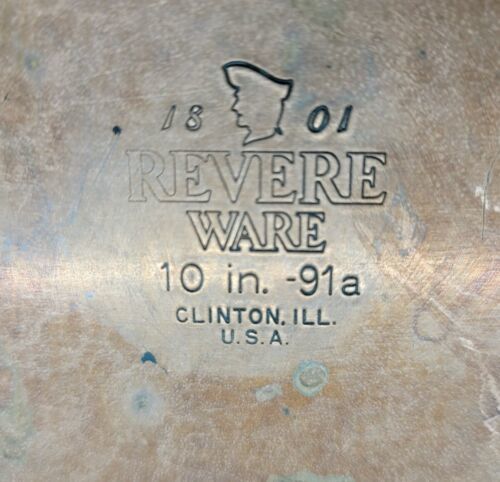 18 01
REVERE
WARE
10 in. -91a
CLINTON, ILL.
U.S.A.